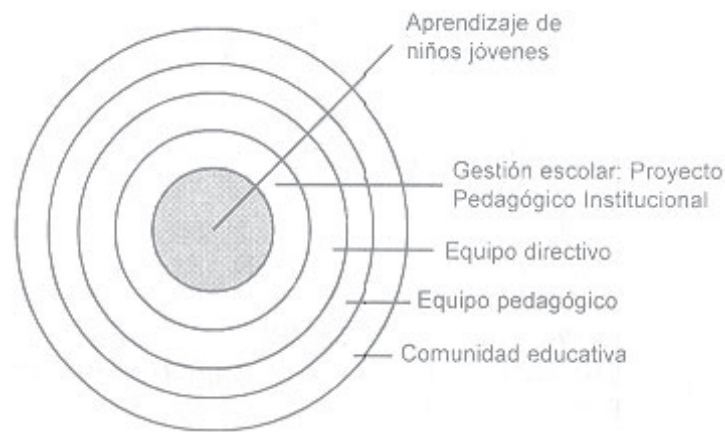 Aprendizaje de
niños jóvenes
Gestión escolar: Proyecto
Pedagógico Institucional
Equipo directivo
Equipo pedagógico
Comunidad educativa